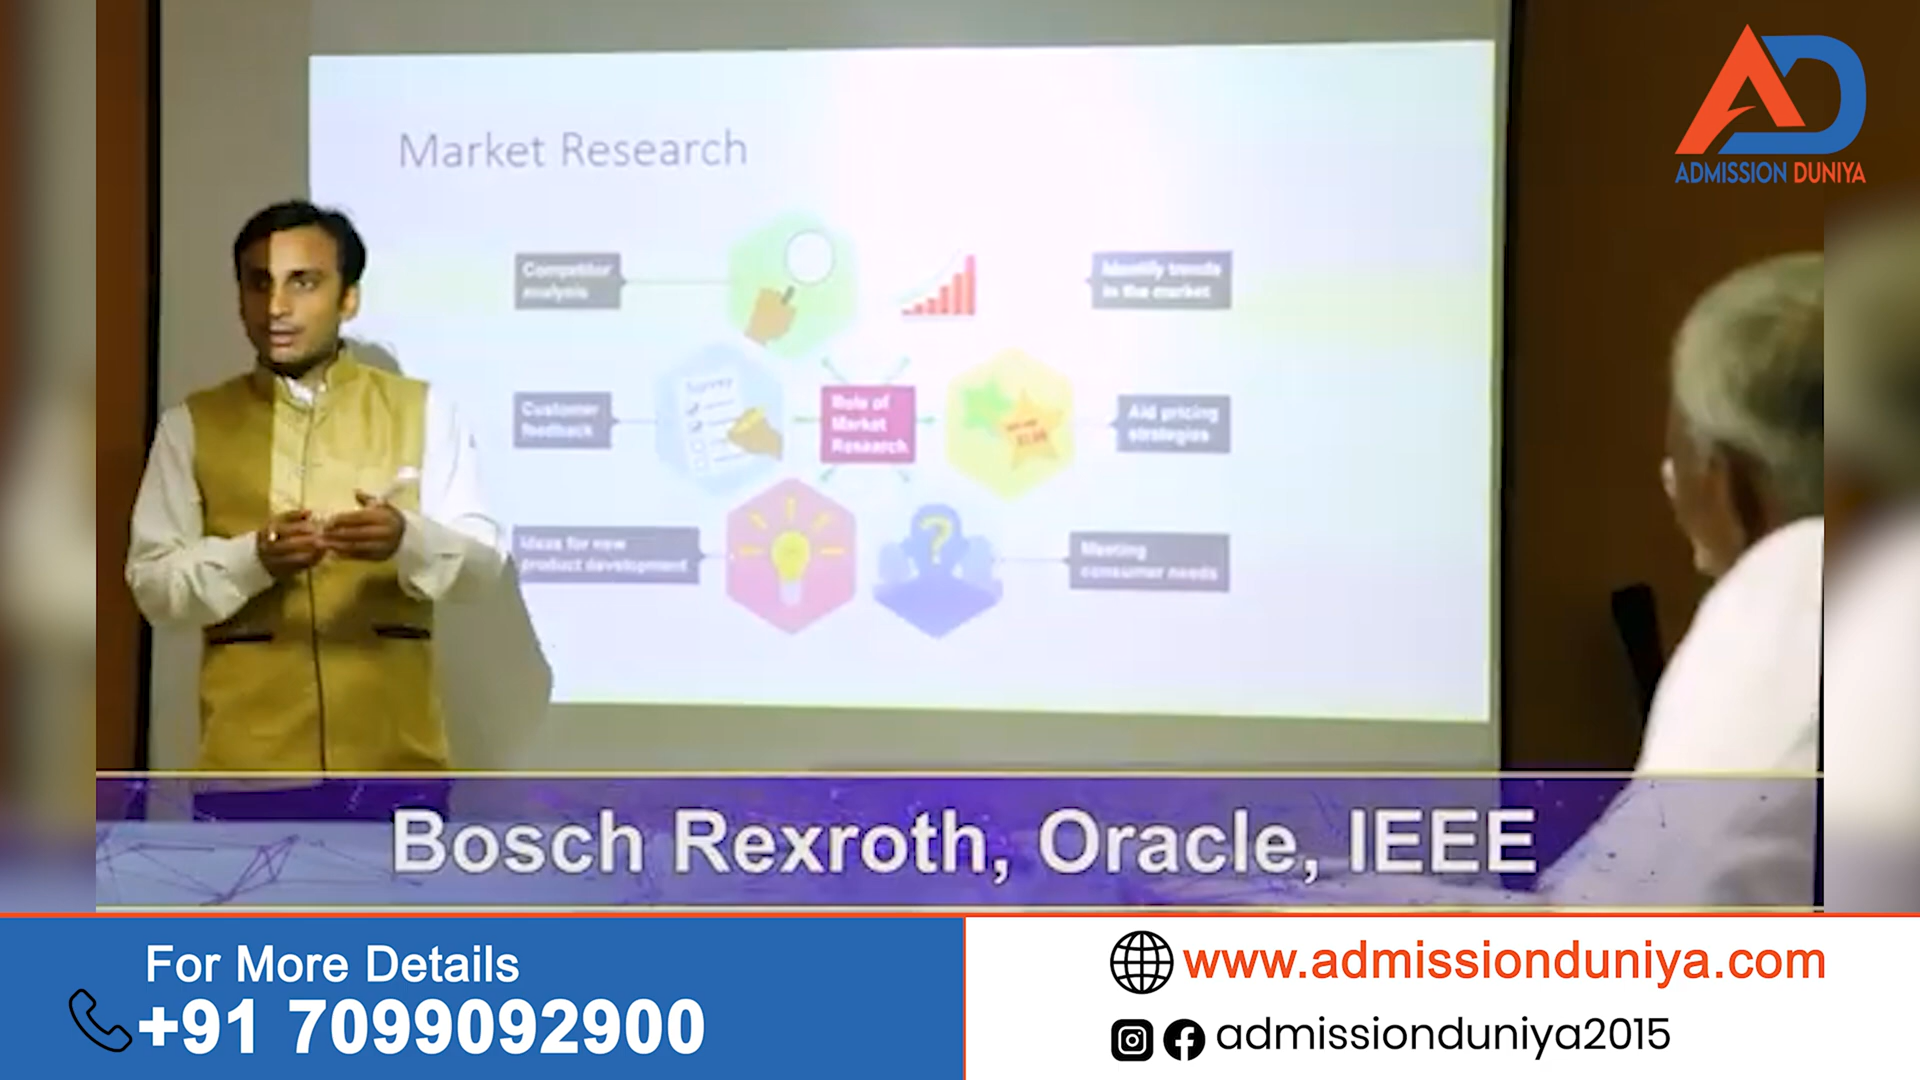 AD
ADMISSION DUNIYA
Market Research
Competitor
analysis
Identify trends
in the market
Survey
Customer
feedback
Role of
Market
Research
Aid pricing
strategies
Ideas for new
product development
?
Meeting
consumer needs
Bosch Rexroth, Oracle, IEEE
For More Details
+91 7099092900
www.admissionduniya.com
admissionduniya2015